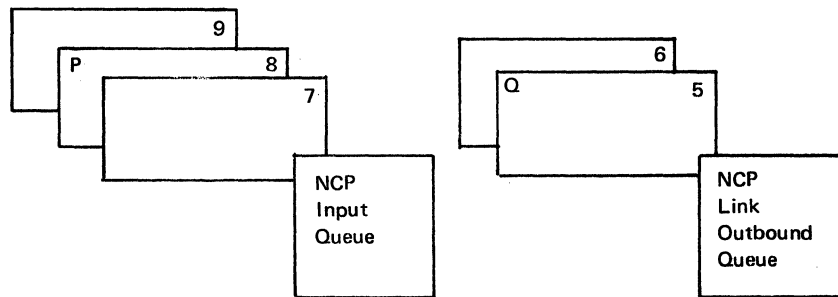 9
P 8
7
NCP
Input
Queue
6
Q 5
NCP
Link
Outbound
Queue